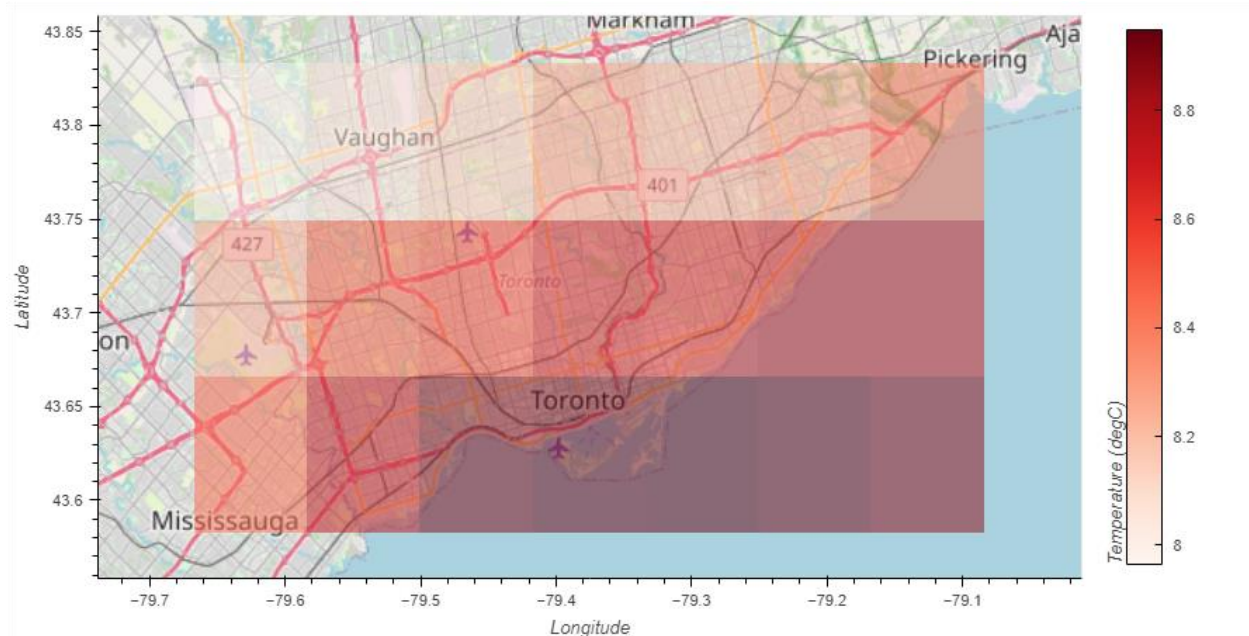 Markham
43.85
Aja
Pickering
8.8
43.8
Vaughan
401
8.6
43.75
427
Toronto
Latitude
43.7
8.4
on
43.65
Toronto
8.2
43.6
Mississauga
Temperature (degC)
8
−79.7
−79.6
−79.5
−79.4
−79.3
−79.2
−79.1
Longitude